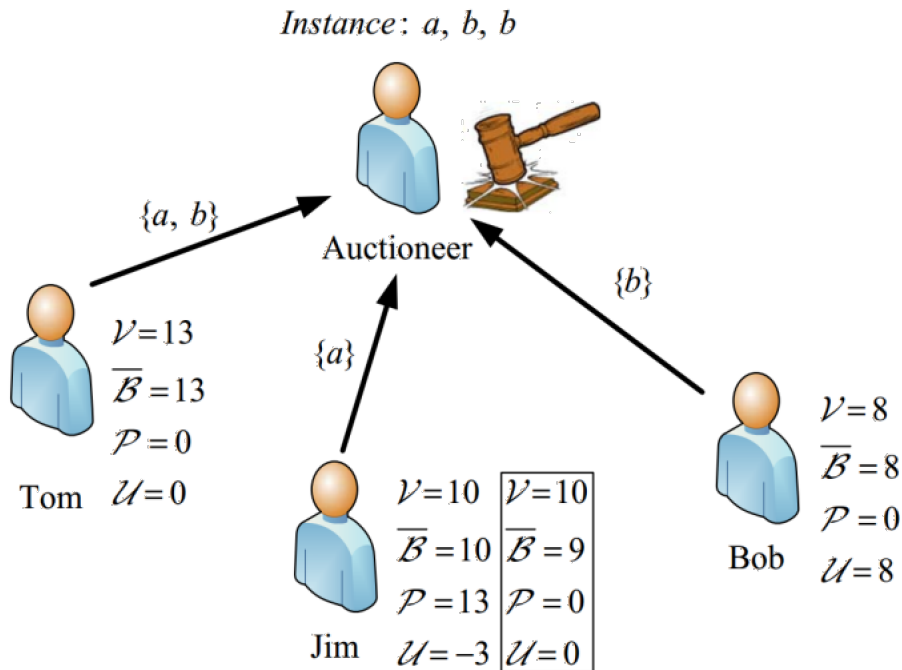 Instance: a, b, b
Auctioneer
{a, b}
{a}
{b}
𝒱=13
ℬ̅=13
𝒫=0
𝒰=0
Tom
𝒱=10
ℬ̅=10
𝒫=13
𝒰=-3
𝒱=10
ℬ̅=9
𝒫=0
𝒰=0
Jim
𝒱=8
ℬ̅=8
𝒫=0
𝒰=8
Bob